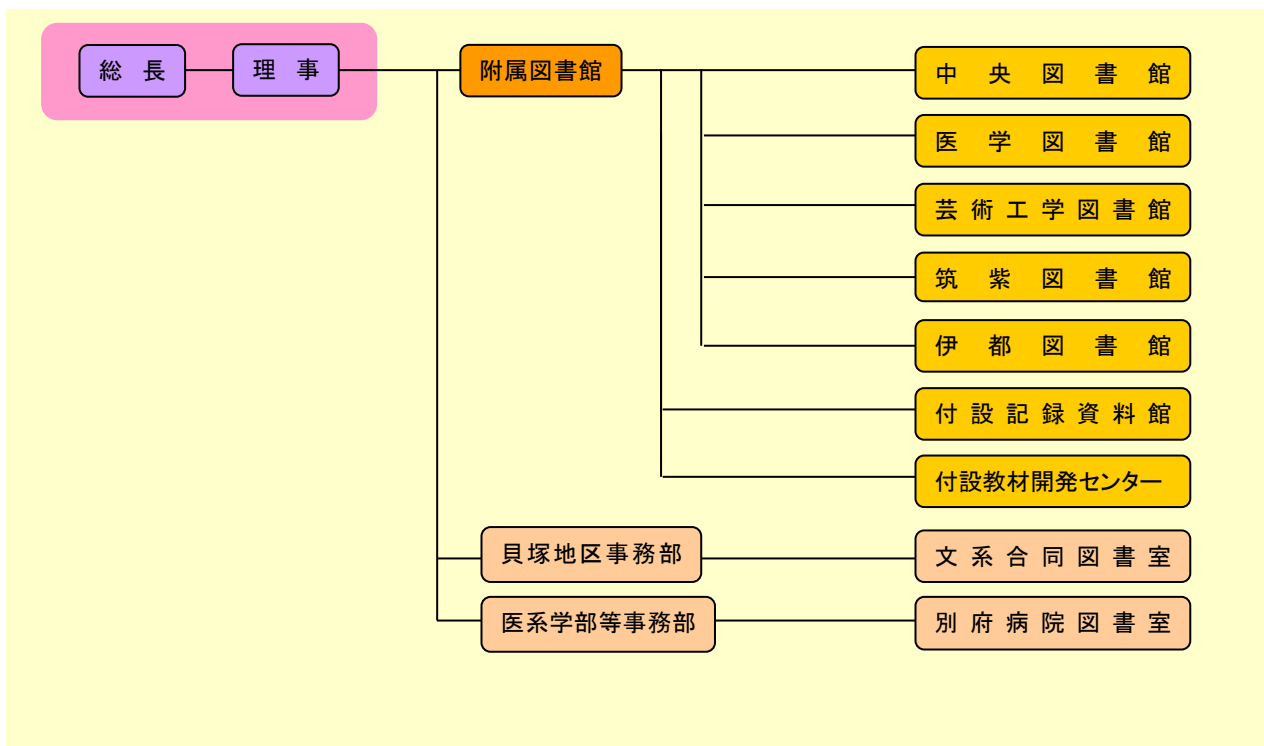 総長
理事
附属図書館
中央図書館
医学図書館
芸術工学図書館
筑紫図書館
伊都図書館
付設記録資料館
付設教材開発センター
貝塚地区事務部
文系合同図書室
医系学部等事務部
別府病院図書室